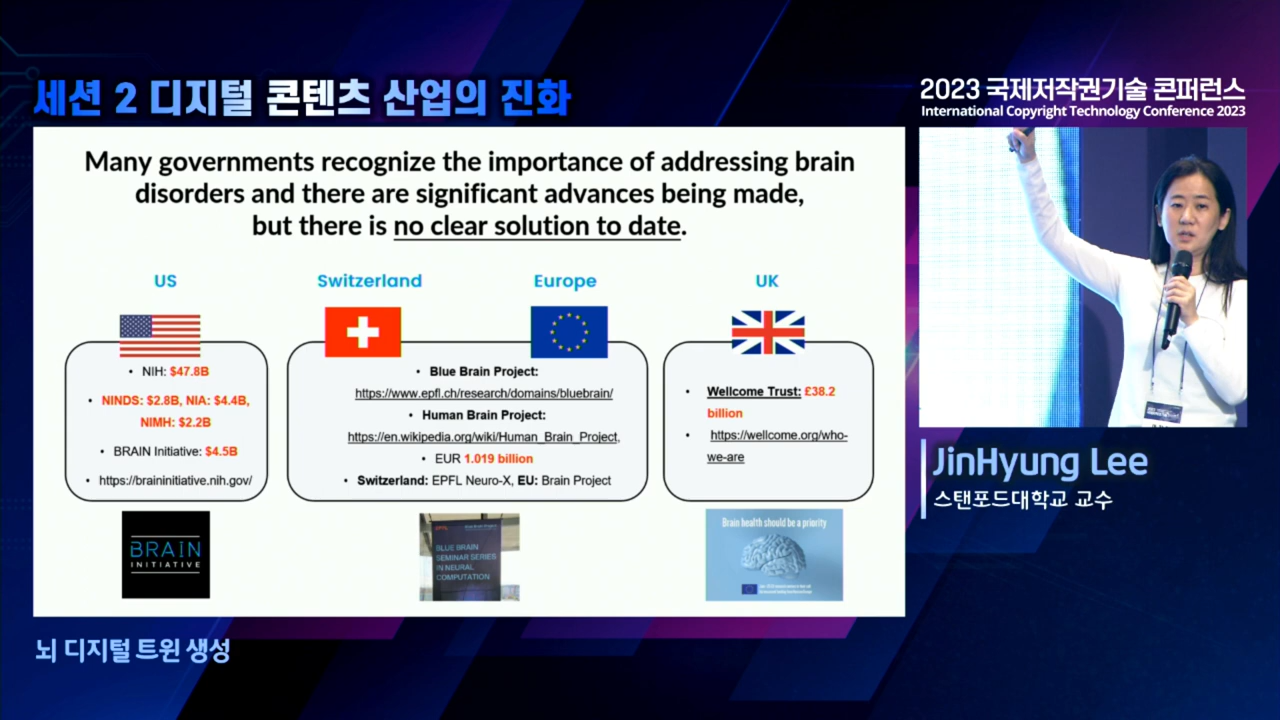 세션 2 디지털 콘텐츠 산업의 진화
2023 국제저작권기술 콘퍼런스
International Copyright Technology Conference 2023
Many governments recognize the importance of addressing brain
disorders and there are significant advances being made,
but there is no clear solution to date.
US
Switzerland
Europe
UK
• NIH: $47.8B
• NINDS: $2.8B, NIA: $4.4B,
NIMH: $2.2B
• BRAIN Initiative: $4.5B
• https://braininitiative.nih.gov/
• Blue Brain Project:
https://www.epfl.ch/research/domains/bluebrain/
• Human Brain Project:
https://en.wikipedia.org/wiki/Human_Brain_Project,
• EUR 1.019 billion
• Switzerland: EPFL Neuro-X, EU: Brain Project
• Wellcome Trust: £38.2
billion
• https://wellcome.org/who-
we-are
BRAIN
INITIATIVE
BLUE BRAIN
SEMINAR SERIES
IN NEURAL
COMPUTATION
Brain health should be a priority
JinHyung Lee
스탠포드대학교 교수
뇌 디지털 트윈 생성